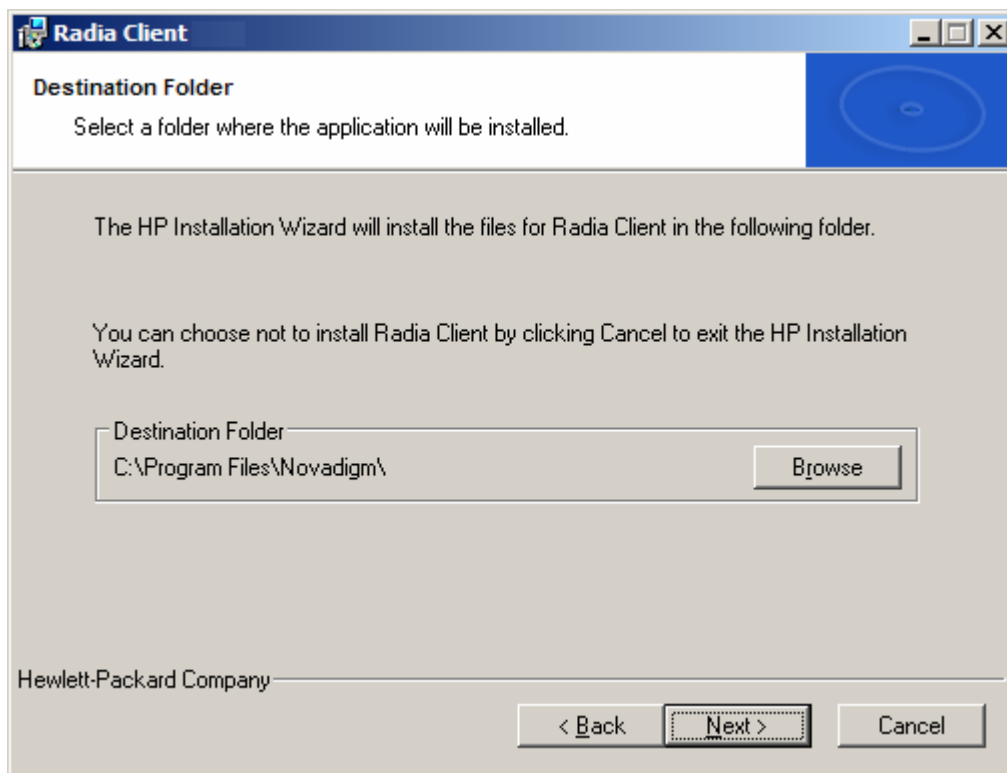 Radia Client
Destination Folder
Select a folder where the application will be installed.
The HP Installation Wizard will install the files for Radia Client in the following folder.
You can choose not to install Radia Client by clicking Cancel to exit the HP Installation
Wizard.
Destination Folder
C:\Program Files\Novadigm\
Browse
Hewlett-Packard Company
< Back
Next >
Cancel